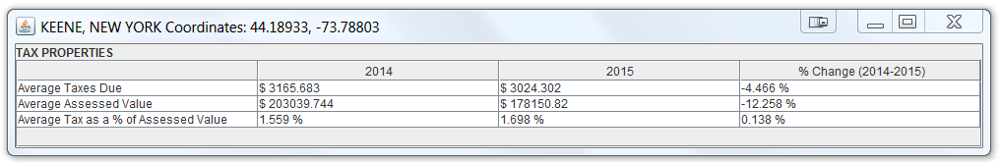 KEENE, NEW YORK Coordinates: 44.18933, -73.78803
TAX PROPERTIES
2014 2015 % Change (2014-2015)
Average Taxes Due $ 3165.683 $ 3024.302 -4.466 %
Average Assessed Value $ 203039.744 $ 178150.82 -12.258 %
Average Tax as a % of Assessed Value 1.559 % 1.698 % 0.138 %